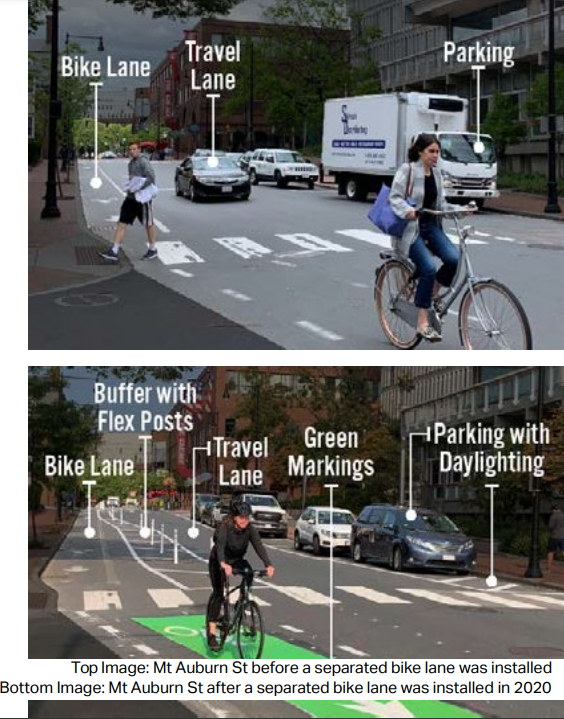 Bike Lane
Travel
Lane
Parking
Buffer with
Flex Posts
Bike Lane
Travel
Lane
Green
Markings
Parking with
Daylighting
Top Image: Mt Auburn St before a separated bike lane was installed
Bottom Image: Mt Auburn St after a separated bike lane was installed in 2020